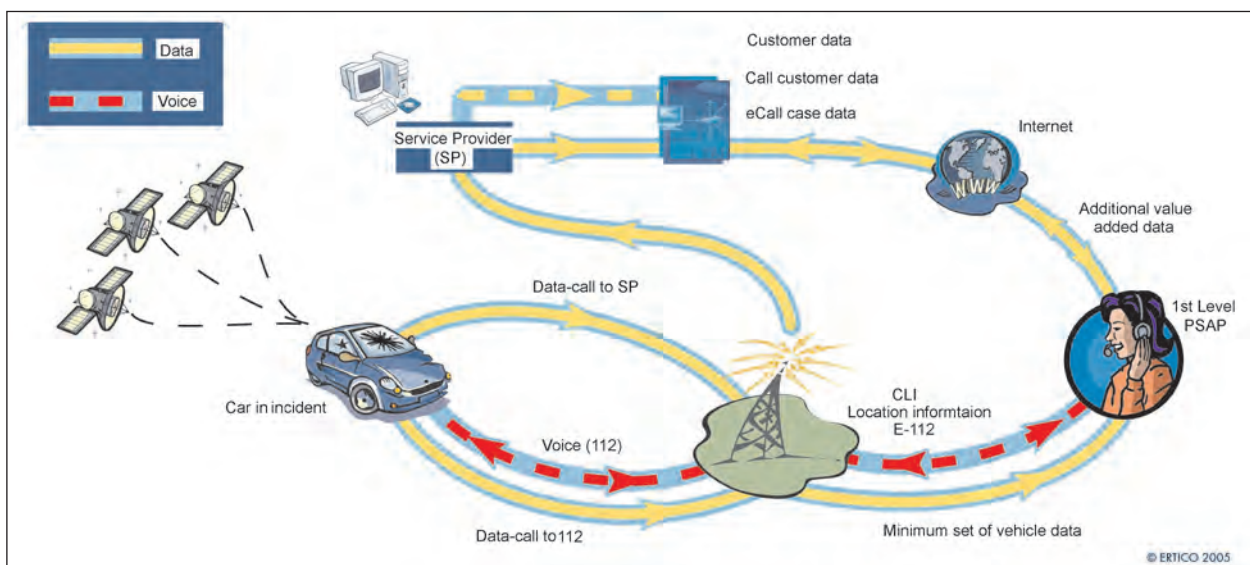 Data
Voice
Customer data
Call customer data
eCall case data
Service Provider
(SP)
Internet
WWW
Additional value
added data
1st Level
PSAP
Data-call to SP
Car in incident
CLI
Location informtaion
E-112
Voice (112)
Data-call to 112
Minimum set of vehicle data
© ERTICO 2005